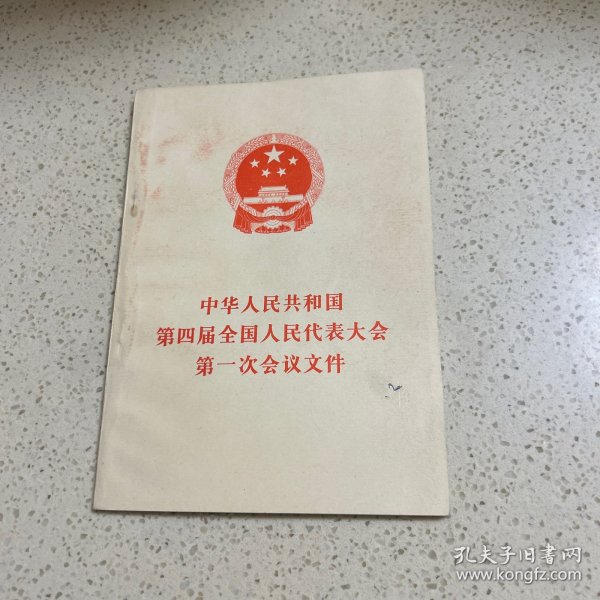 中华人民共和国
第四届全国人民代表大会
第一次会议文件
孔夫子旧书网
www.kongfz.com